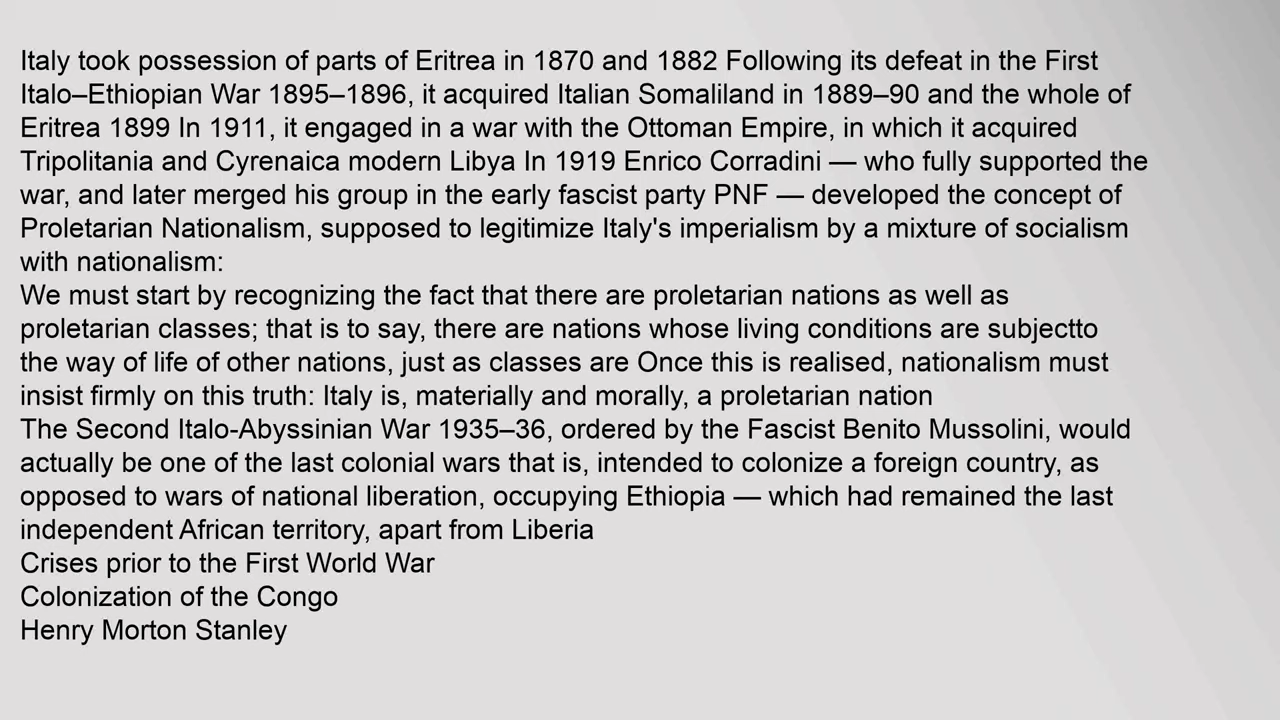 Italy took possession of parts of Eritrea in 1870 and 1882 Following its defeat in the First
Italo–Ethiopian War 1895–1896, it acquired Italian Somaliland in 1889–90 and the whole of
Eritrea 1899 In 1911, it engaged in a war with the Ottoman Empire, in which it acquired
Tripolitania and Cyrenaica modern Libya In 1919 Enrico Corradini — who fully supported the
war, and later merged his group in the early fascist party PNF — developed the concept of
Proletarian Nationalism, supposed to legitimize Italy's imperialism by a mixture of socialism
with nationalism:
We must start by recognizing the fact that there are proletarian nations as well as
proletarian classes; that is to say, there are nations whose living conditions are subjectto
the way of life of other nations, just as classes are Once this is realised, nationalism must
insist firmly on this truth: Italy is, materially and morally, a proletarian nation
The Second Italo-Abyssinian War 1935–36, ordered by the Fascist Benito Mussolini, would
actually be one of the last colonial wars that is, intended to colonize a foreign country, as
opposed to wars of national liberation, occupying Ethiopia — which had remained the last
independent African territory, apart from Liberia
Crises prior to the First World War
Colonization of the Congo
Henry Morton Stanley